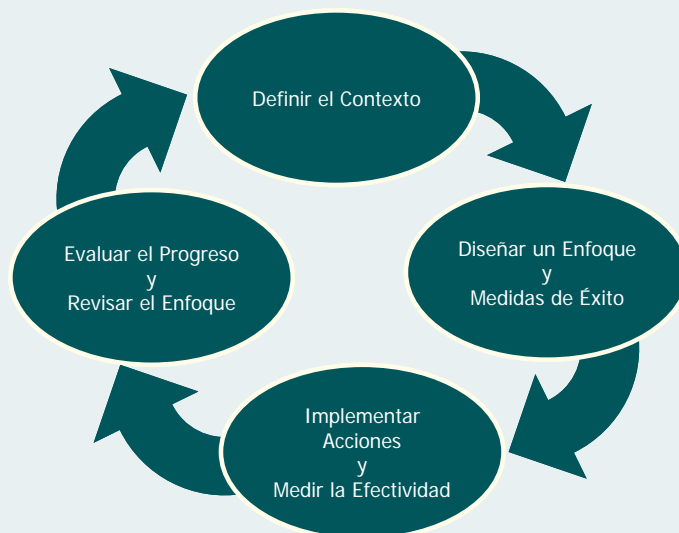 Definir el Contexto
Diseñar un Enfoque
y
Medidas de Éxito
Implementar
Acciones
y
Medir la Efectividad
Evaluar el Progreso
y
Revisar el Enfoque